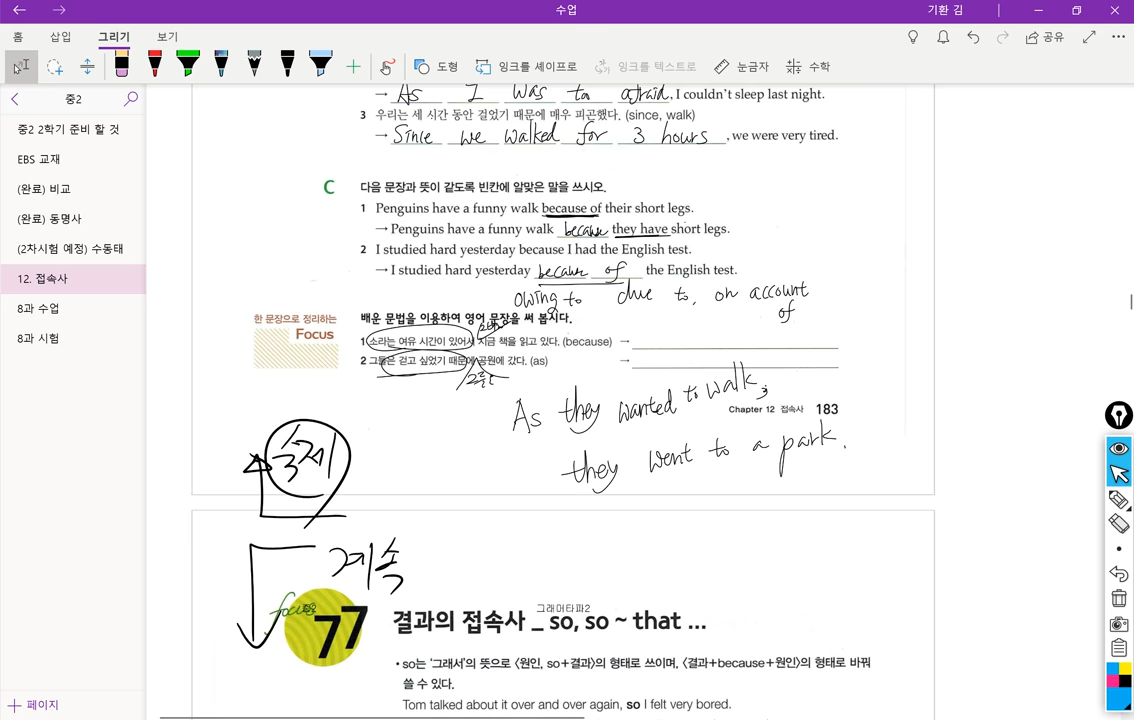 수업
기환 김
홈 삽입 그리기 보기
도형 잉크를 셰이프로 잉크를 텍스트로 눈금자 수학
공유
중2
중2 2학기 준비 할 것
EBS 교재
(완료) 비교
(완료) 동명사
(2차시험 예정) 수동태
12. 접속사
8과 수업
8과 시험
페이지
→ As I was to afraid, I couldn't sleep last night.
3 우리는 세 시간 동안 걸었기 때문에 매우 피곤했다. (since, walk)
→ Since we walked for 3 hours, we were very tired.
C 다음 문장과 뜻이 같도록 빈칸에 알맞은 말을 쓰시오.
1 Penguins have a funny walk because of their short legs.
→ Penguins have a funny walk because they have short legs.
2 I studied hard yesterday because I had the English test.
→ I studied hard yesterday because of the English test.
owing to due to, on account of
한 문장으로 정리하는
Focus
배운 문법을 이용하여 영어 문장을 써 봅시다.
1 소라는 여유 시간이 있어서 지금 책을 읽고 있다. (because) →
2 그들은 걷고 싶었기 때문에 공원에 갔다. (as) →
As they wanted to walk,
Chapter 12 접속사 183
they went to a park.
숙제
계속
focus
77
그래머타파2
결과의 접속사 _ so, so ~ that ...
• so는 '그래서'의 뜻으로 〈원인, so+결과〉의 형태로 쓰이며, 〈결과+because+원인〉의 형태로 바꿔
쓸 수 있다.
Tom talked about it over and over again, so I felt very bored.